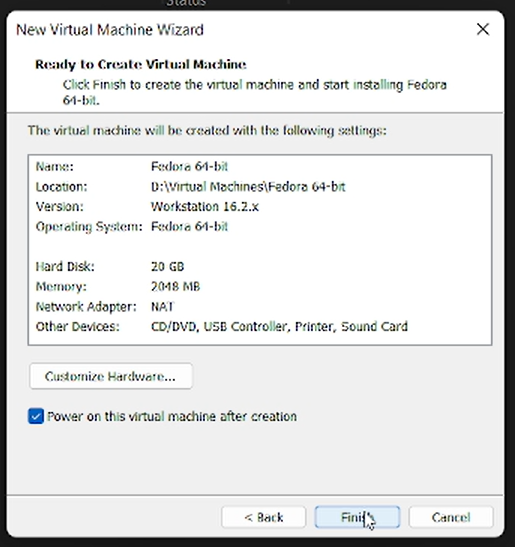 Status
New Virtual Machine Wizard
Ready to Create Virtual Machine
Click Finish to create the virtual machine and start installing Fedora
64-bit.
The virtual machine will be created with the following settings:
Name: Fedora 64-bit
Location: D:\Virtual Machines\Fedora 64-bit
Version: Workstation 16.2.x
Operating System: Fedora 64-bit
Hard Disk: 20 GB
Memory: 2048 MB
Network Adapter: NAT
Other Devices: CD/DVD, USB Controller, Printer, Sound Card
Customize Hardware...
Power on this virtual machine after creation
< Back Finish Cancel